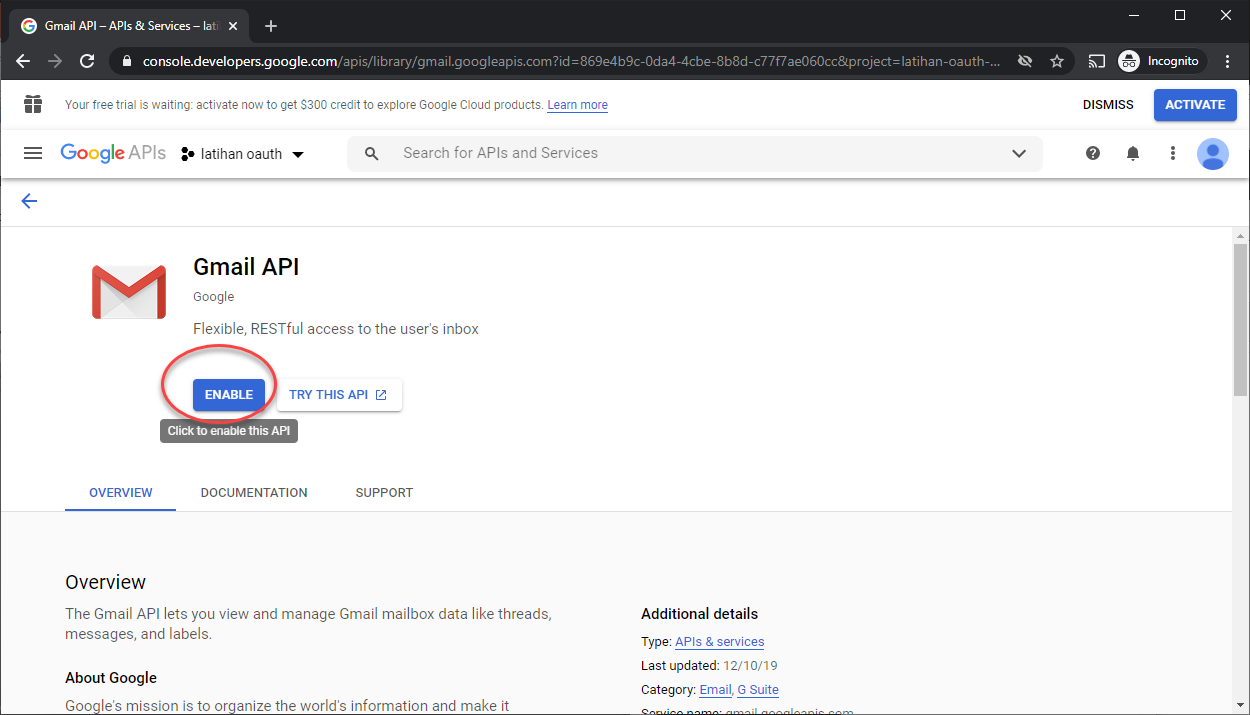 Gmail API – APIs & Services – lati
console.developers.google.com/apis/library/gmail.googleapis.com?id=869e4b9c-0da4-4cbe-8b8d-c77f7ae060cc&project=latihan-oauth-...
Incognito
Your free trial is waiting: activate now to get $300 credit to explore Google Cloud products. Learn more
DISMISS
ACTIVATE
Google APIs
latihan oauth
Search for APIs and Services
Gmail API
Google
Flexible, RESTful access to the user's inbox
ENABLE
TRY THIS API
Click to enable this API
OVERVIEW
DOCUMENTATION
SUPPORT
Overview
The Gmail API lets you view and manage Gmail mailbox data like threads,
messages, and labels.
About Google
Google's mission is to organize the world's information and make it
Additional details
Type: APIs & services
Last updated: 12/10/19
Category: Email, G Suite
Service name: gmail.googleapis.com